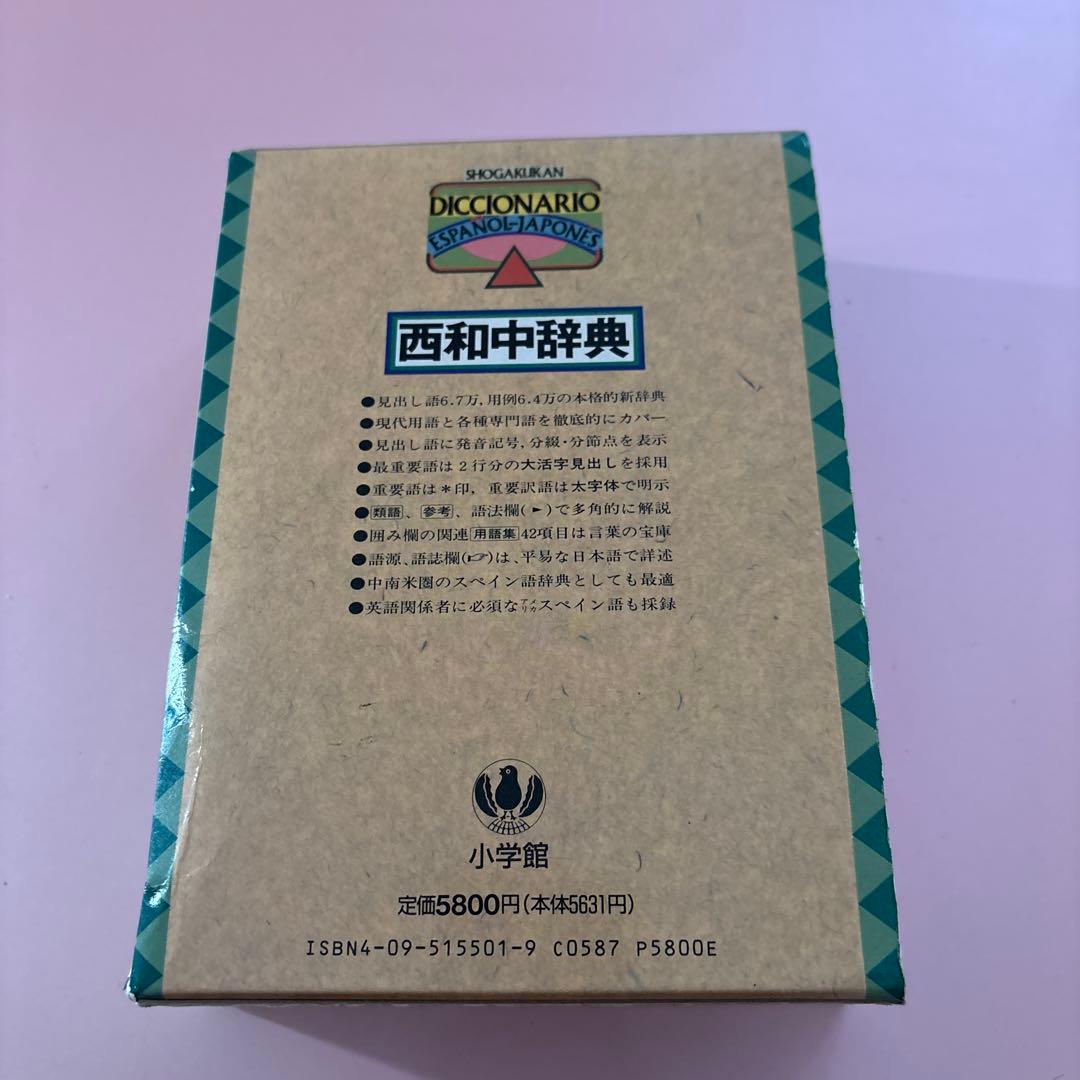 SHOGAKUKAN
DICCIONARIO
ESPAÑOL-JAPONÉS
西和中辞典
●見出し語6.7万,用例6.4万の本格的新辞典
●現代用語と各種専門語を徹底的にカバー
●見出し語に発音記号,分綴・分節点を表示
●最重要語は2行分の大活字見出しを採用
●重要語は*印, 重要訳語は太字体で明示
●類語、参考、語法欄(►)で多角的に解説
●囲み欄の関連用語集42項目は言葉の宝庫
●語源、語誌欄(☞)は、平易な日本語で詳述
●中南米圏のスペイン語辞典としても最適
●英語関係者に必須なアメリカスペイン語も採録
小学館
定価5800円(本体5631円)
ISBN4-09-515501-9 C0587 P5800E